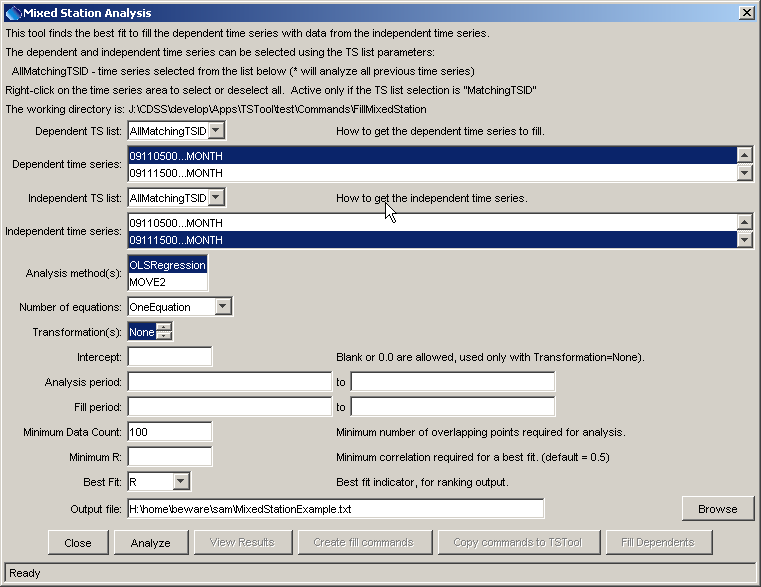 Mixed Station Analysis
This tool finds the best fit to fill the dependent time series with data from the independent time series.
The dependent and independent time series can be selected using the TS list parameters:
AllMatchingTSID - time series selected from the list below (* will analyze all previous time series)
Right-click on the time series area to select or deselect all. Active only if the TS list selection is "MatchingTSID"
The working directory is: J:\CDSS\develop\Apps\TSTool\test\Commands\FillMixedStation
Dependent TS list: AllMatchingTSID How to get the dependent time series to fill.
Dependent time series: 09110500...MONTH
09111500...MONTH
Independent TS list: AllMatchingTSID How to get the independent time series.
Independent time series: 09110500...MONTH
09111500...MONTH
Analysis method(s): OLSRegression
MOVE2
Number of equations: OneEquation
Transformation(s): None
Intercept: Blank or 0.0 are allowed, used only with Transformation=None).
Analysis period: to
Fill period: to
Minimum Data Count: 100 Minimum number of overlapping points required for analysis.
Minimum R: Minimum correlation required for a best fit. (default = 0.5)
Best Fit: R Best fit indicator, for ranking output.
Output file: H:\home\beware\sam\MixedStationExample.txt Browse
Close Analyze View Results Create fill commands Copy commands to TSTool Fill Dependents
Ready